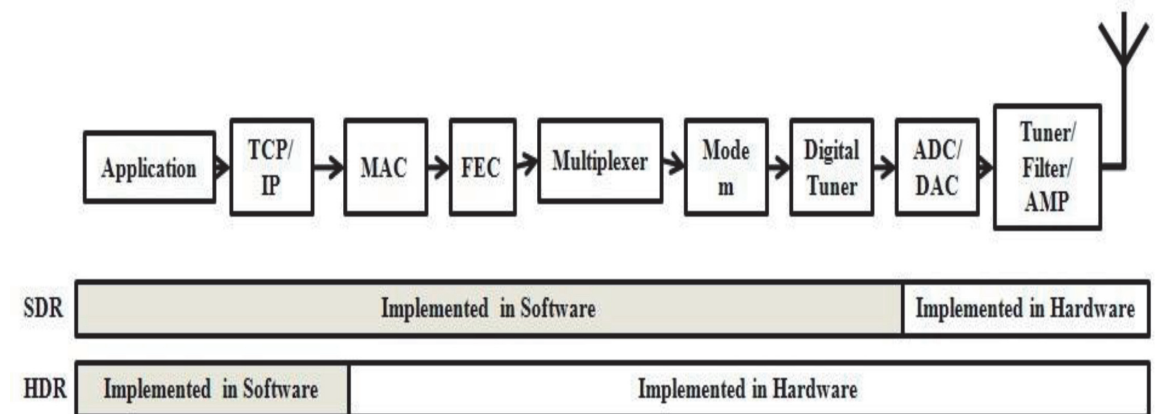 Application
TCP/
IP
MAC
FEC
Multiplexer
Mode
m
Digital
Tuner
ADC/
DAC
Tuner/
Filter/
AMP
SDR Implemented in Software Implemented in Hardware
HDR Implemented in Software Implemented in Hardware